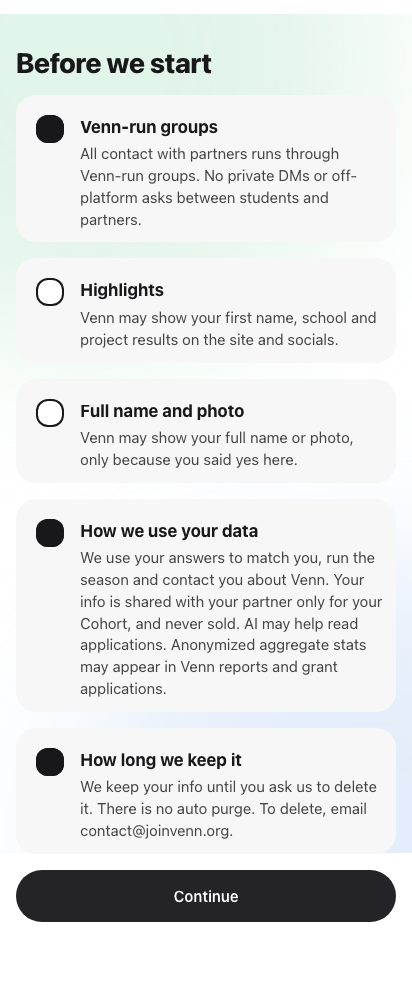 Before we start
Venn-run groups
All contact with partners runs through
Venn-run groups. No private DMs or off-
platform asks between students and
partners.
Highlights
Venn may show your first name, school and
project results on the site and socials.
Full name and photo
Venn may show your full name or photo,
only because you said yes here.
How we use your data
We use your answers to match you, run the
season and contact you about Venn. Your
info is shared with your partner only for your
Cohort, and never sold. AI may help read
applications. Anonymized aggregate stats
may appear in Venn reports and grant
applications.
How long we keep it
We keep your info until you ask us to delete
it. There is no auto purge. To delete, email
contact@joinvenn.org.
Continue